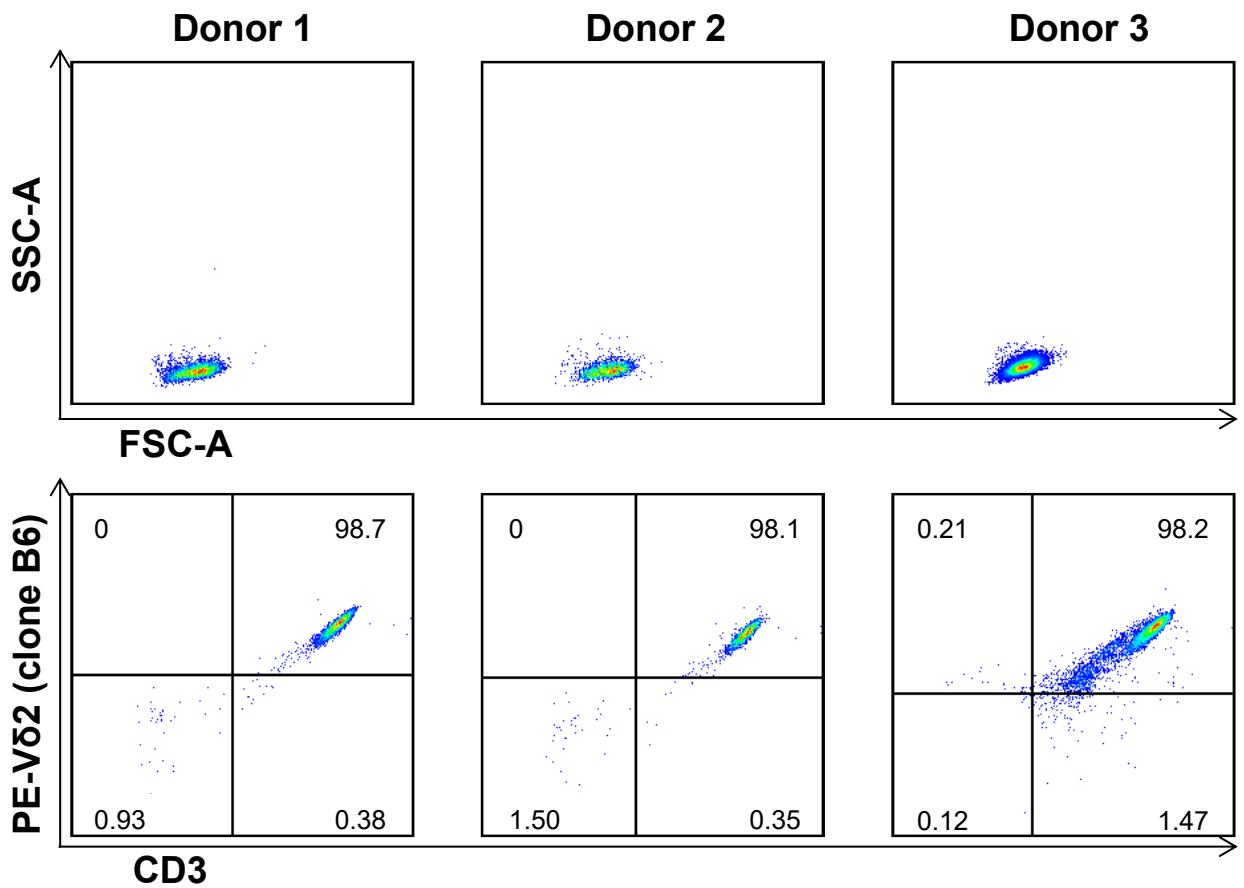 Donor 1 Donor 2 Donor 3
SSC-A
FSC-A
PE-Vδ2 (clone B6)
0 98.7 0 98.1 0.21 98.2
0.93 0.38 1.50 0.35 0.12 1.47
CD3